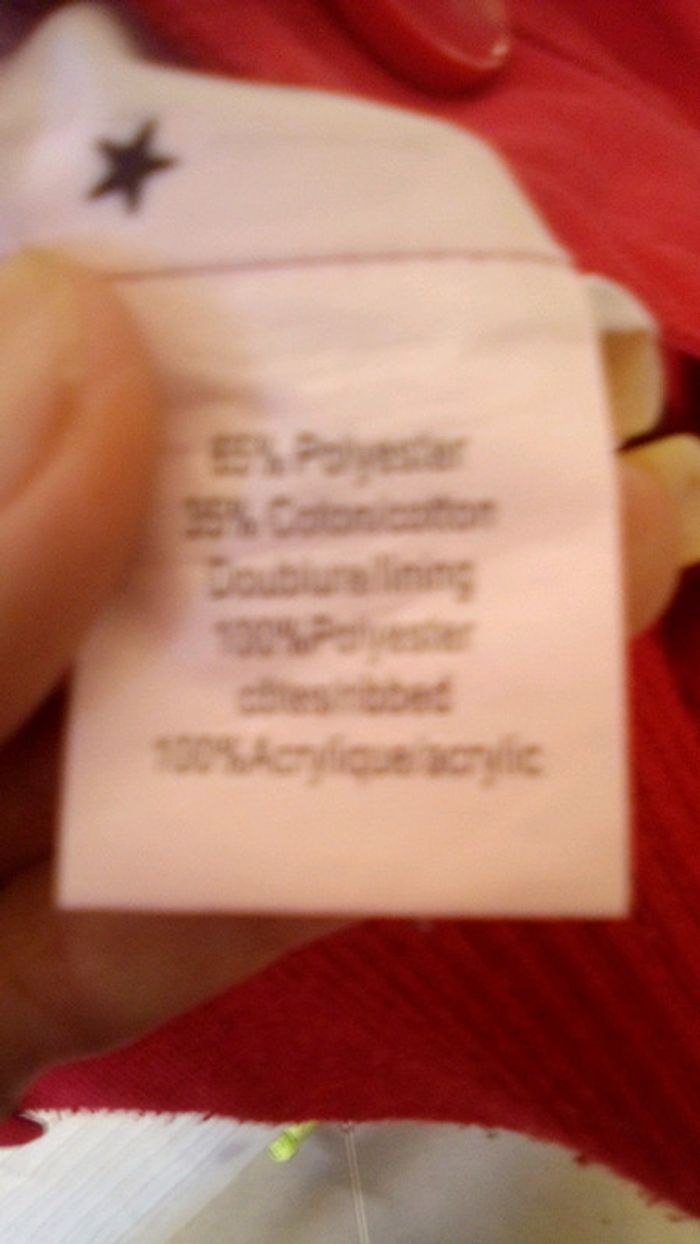 65% Polyester
35% Coton/cotton
Doublure/lining
100%Polyester
côtes/ribbed
100%Acrylique/acrylic